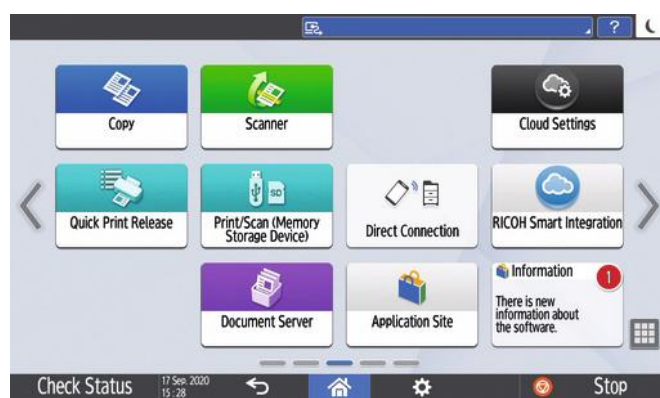 ?
Copy
Scanner
Cloud Settings
SD
Quick Print Release
Print/Scan (Memory
Storage Device)
Direct Connection
RICOH Smart Integration
Document Server
Application Site
Information
1
There is new
information about
the software.
Check Status
17 Sep. 2020
15 : 28
Stop